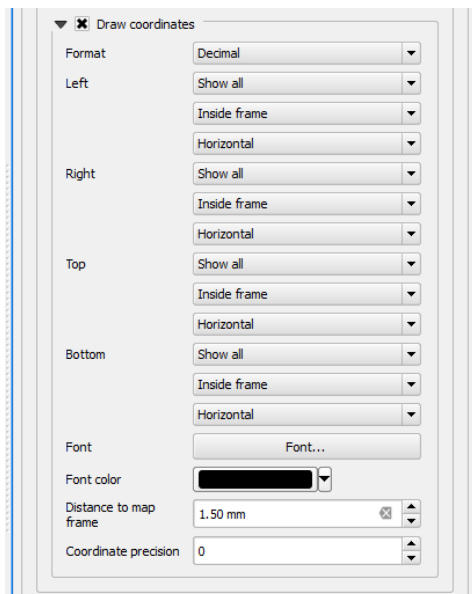 Draw coordinates
Format Decimal
Left Show all
Inside frame
Horizontal
Right Show all
Inside frame
Horizontal
Top Show all
Inside frame
Horizontal
Bottom Show all
Inside frame
Horizontal
Font Font...
Font color
Distance to map
frame 1.50 mm
Coordinate precision 0